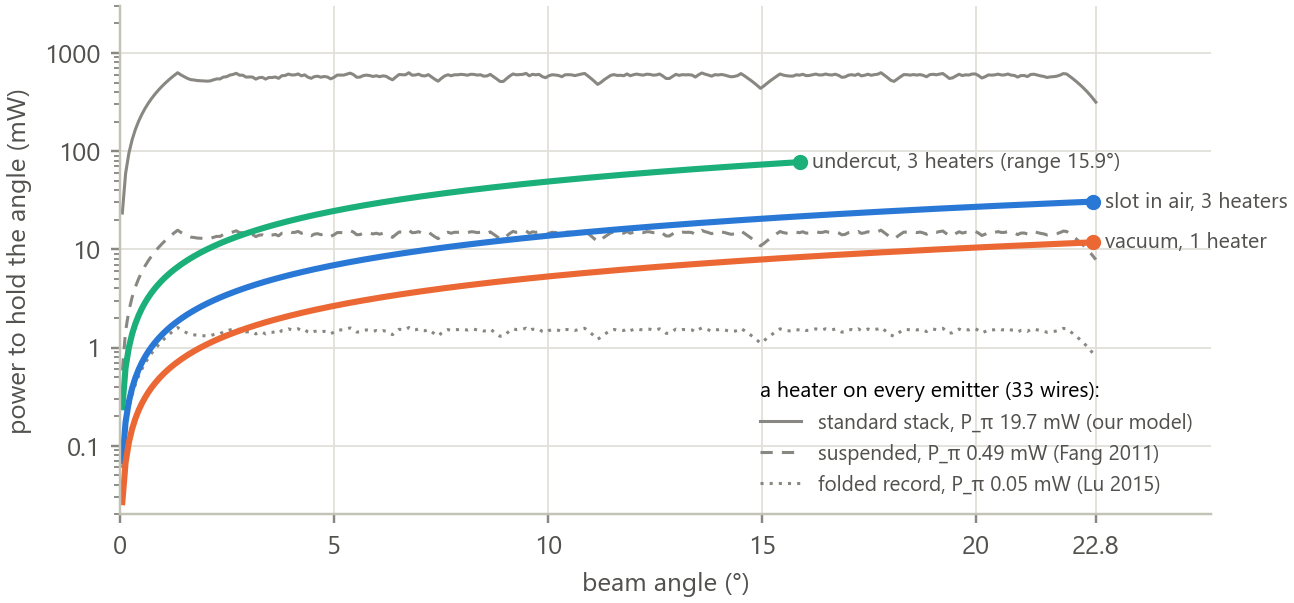 power to hold the angle (mW)
1000
100
10
1
0.1
undercut, 3 heaters (range 15.9°)
slot in air, 3 heaters
vacuum, 1 heater
a heater on every emitter (33 wires):
standard stack, P_π 19.7 mW (our model)
suspended, P_π 0.49 mW (Fang 2011)
folded record, P_π 0.05 mW (Lu 2015)
0 5 10 15 20 22.8
beam angle (°)